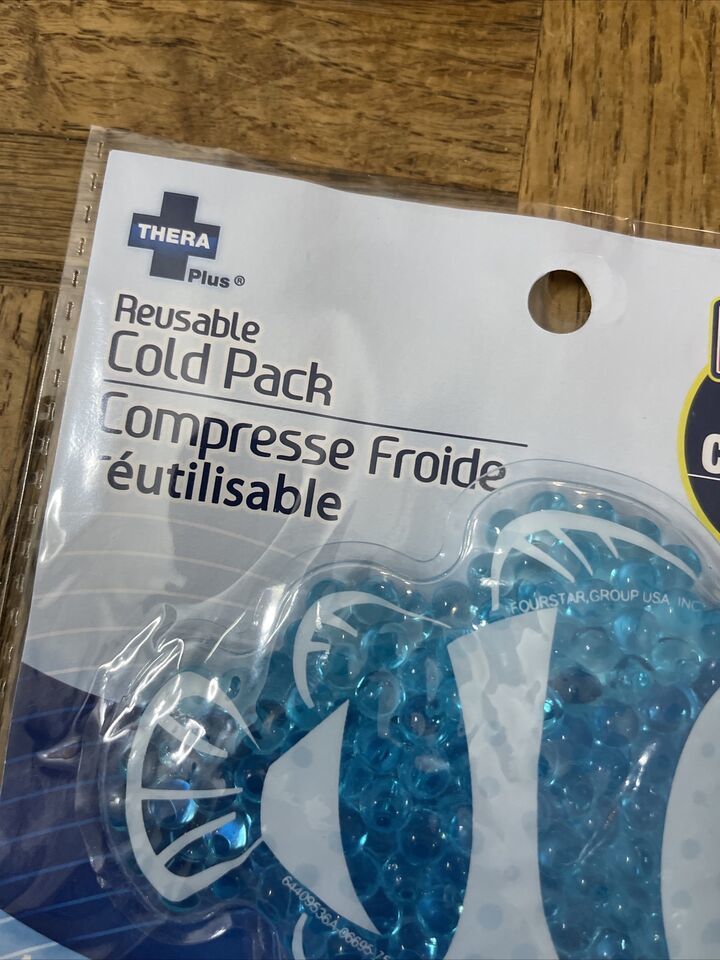 THERA
Plus®
Reusable
Cold Pack
Compresse Froide
réutilisable
FOURSTAR GROUP USA, INC